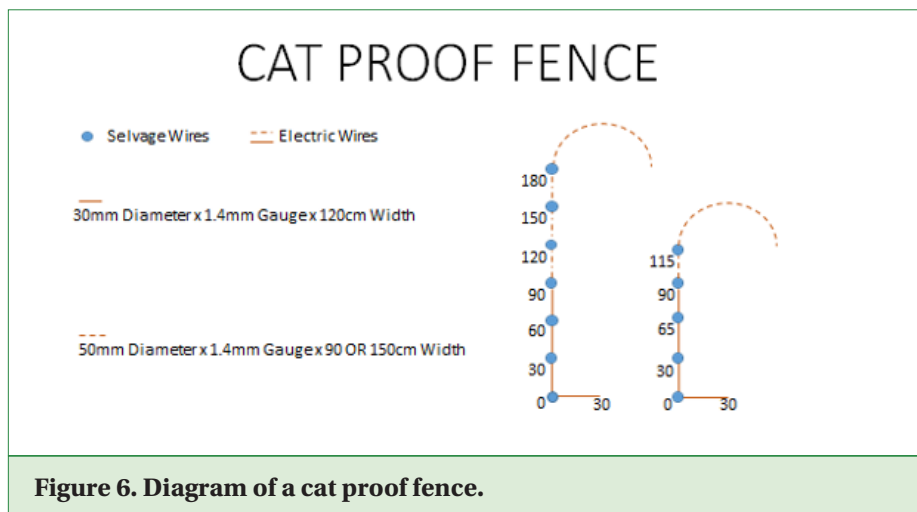 CAT PROOF FENCE
Selvage Wires
Electric Wires
30mm Diameter x 1.4mm Gauge x 120cm Width
50mm Diameter x 1.4mm Gauge x 90 OR 150cm Width
180
150
120
90
60
30
0
30
115
90
65
30
0
30
Figure 6. Diagram of a cat proof fence.